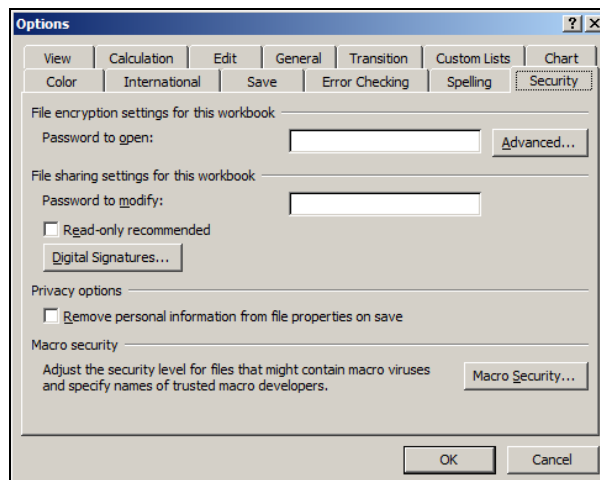 Options
View Calculation Edit General Transition Custom Lists Chart
Color International Save Error Checking Spelling Security
File encryption settings for this workbook
Password to open: Advanced...
File sharing settings for this workbook
Password to modify:
Read-only recommended
Digital Signatures...
Privacy options
Remove personal information from file properties on save
Macro security
Adjust the security level for files that might contain macro viruses
and specify names of trusted macro developers. Macro Security...
OK Cancel